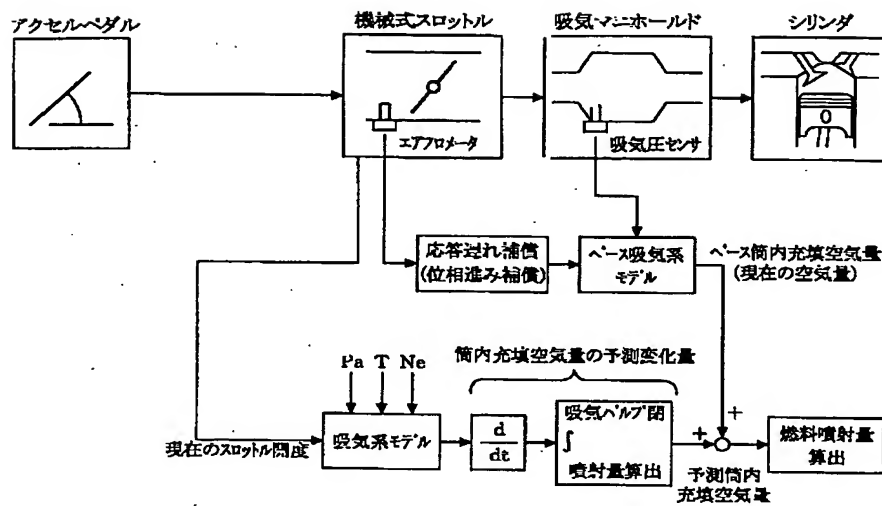 アクセルペダル
機械式スロットル
吸気マニホールド
シリンダ
エアフロメータ
吸気圧センサ
応答遅れ補償
(位相進み補償)
ベース吸気系
モデル
ベース筒内充填空気量
(現在の空気量)
筒内充填空気量の予測変化量
Pa T Ne
現在のスロットル開度
吸気系モデル
d
dt
吸気バルブ閉
∫
噴射量算出
+
+
予測筒内
充填空気量
燃料噴射量
算出